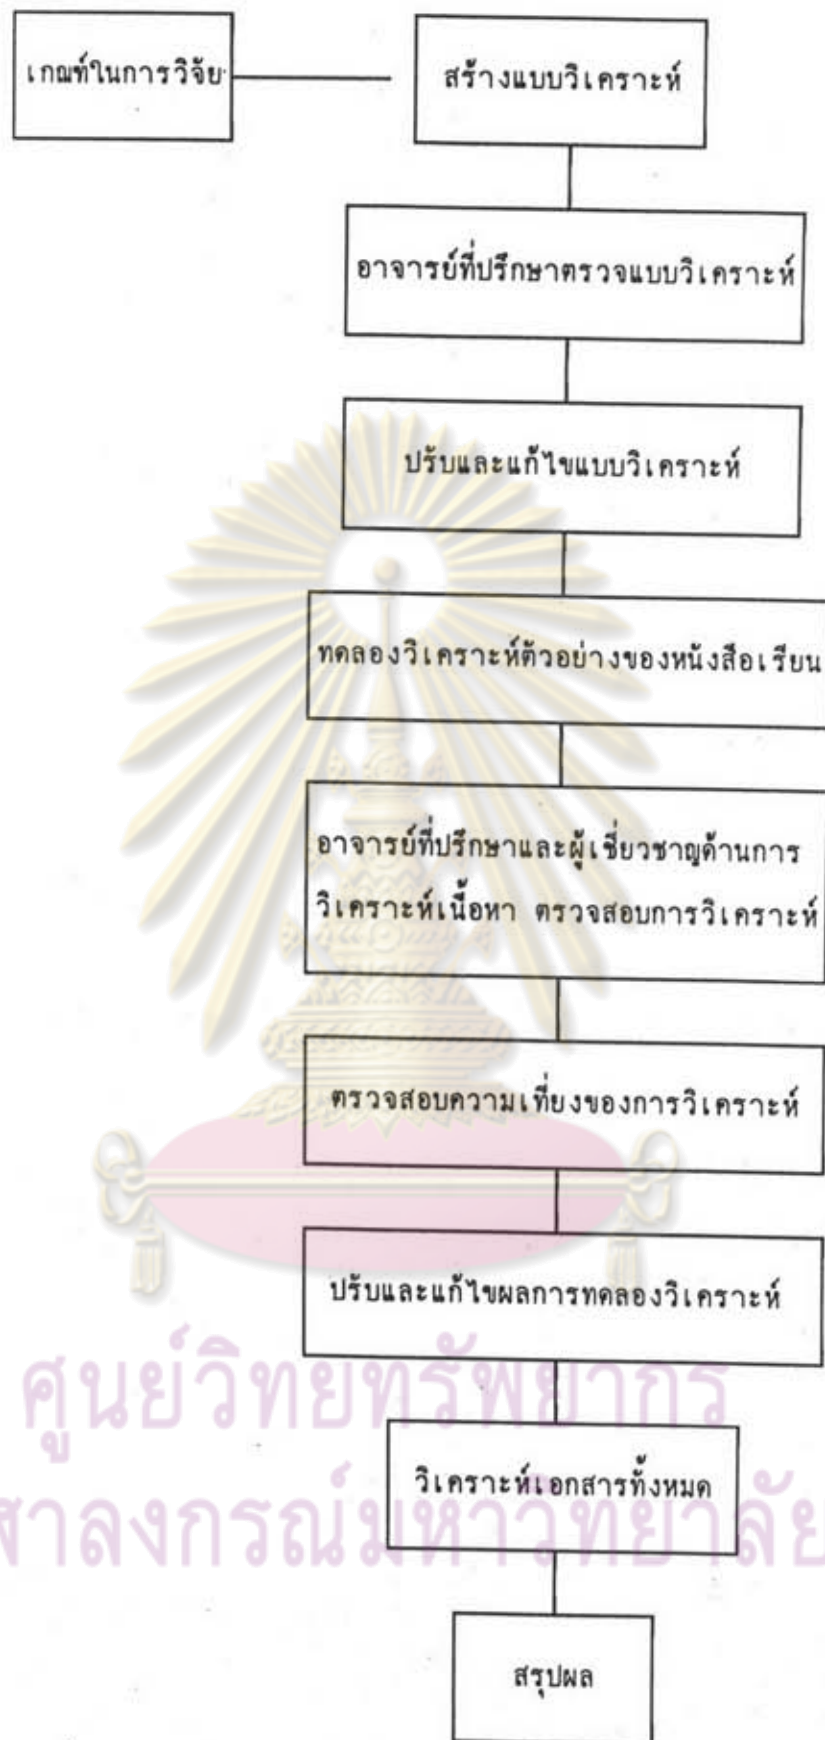 เกณฑ์ในการวิจัย
สร้างแบบวิเคราะห์
อาจารย์ที่ปรึกษาตรวจแบบวิเคราะห์
ปรับและแก้ไขแบบวิเคราะห์
ทดลองวิเคราะห์ตัวอย่างของหนังสือเรียน
อาจารย์ที่ปรึกษาและผู้เชี่ยวชาญด้านการ
วิเคราะห์เนื้อหา ตรวจสอบการวิเคราะห์
ตรวจสอบความเที่ยงของการวิเคราะห์
ปรับและแก้ไขผลการทดลองวิเคราะห์
ศูนย์วิทยทรัพยากร
วิเคราะห์เอกสารทั้งหมด
สาลงกรณ์มหาวิทยาลัย
สรุปผล